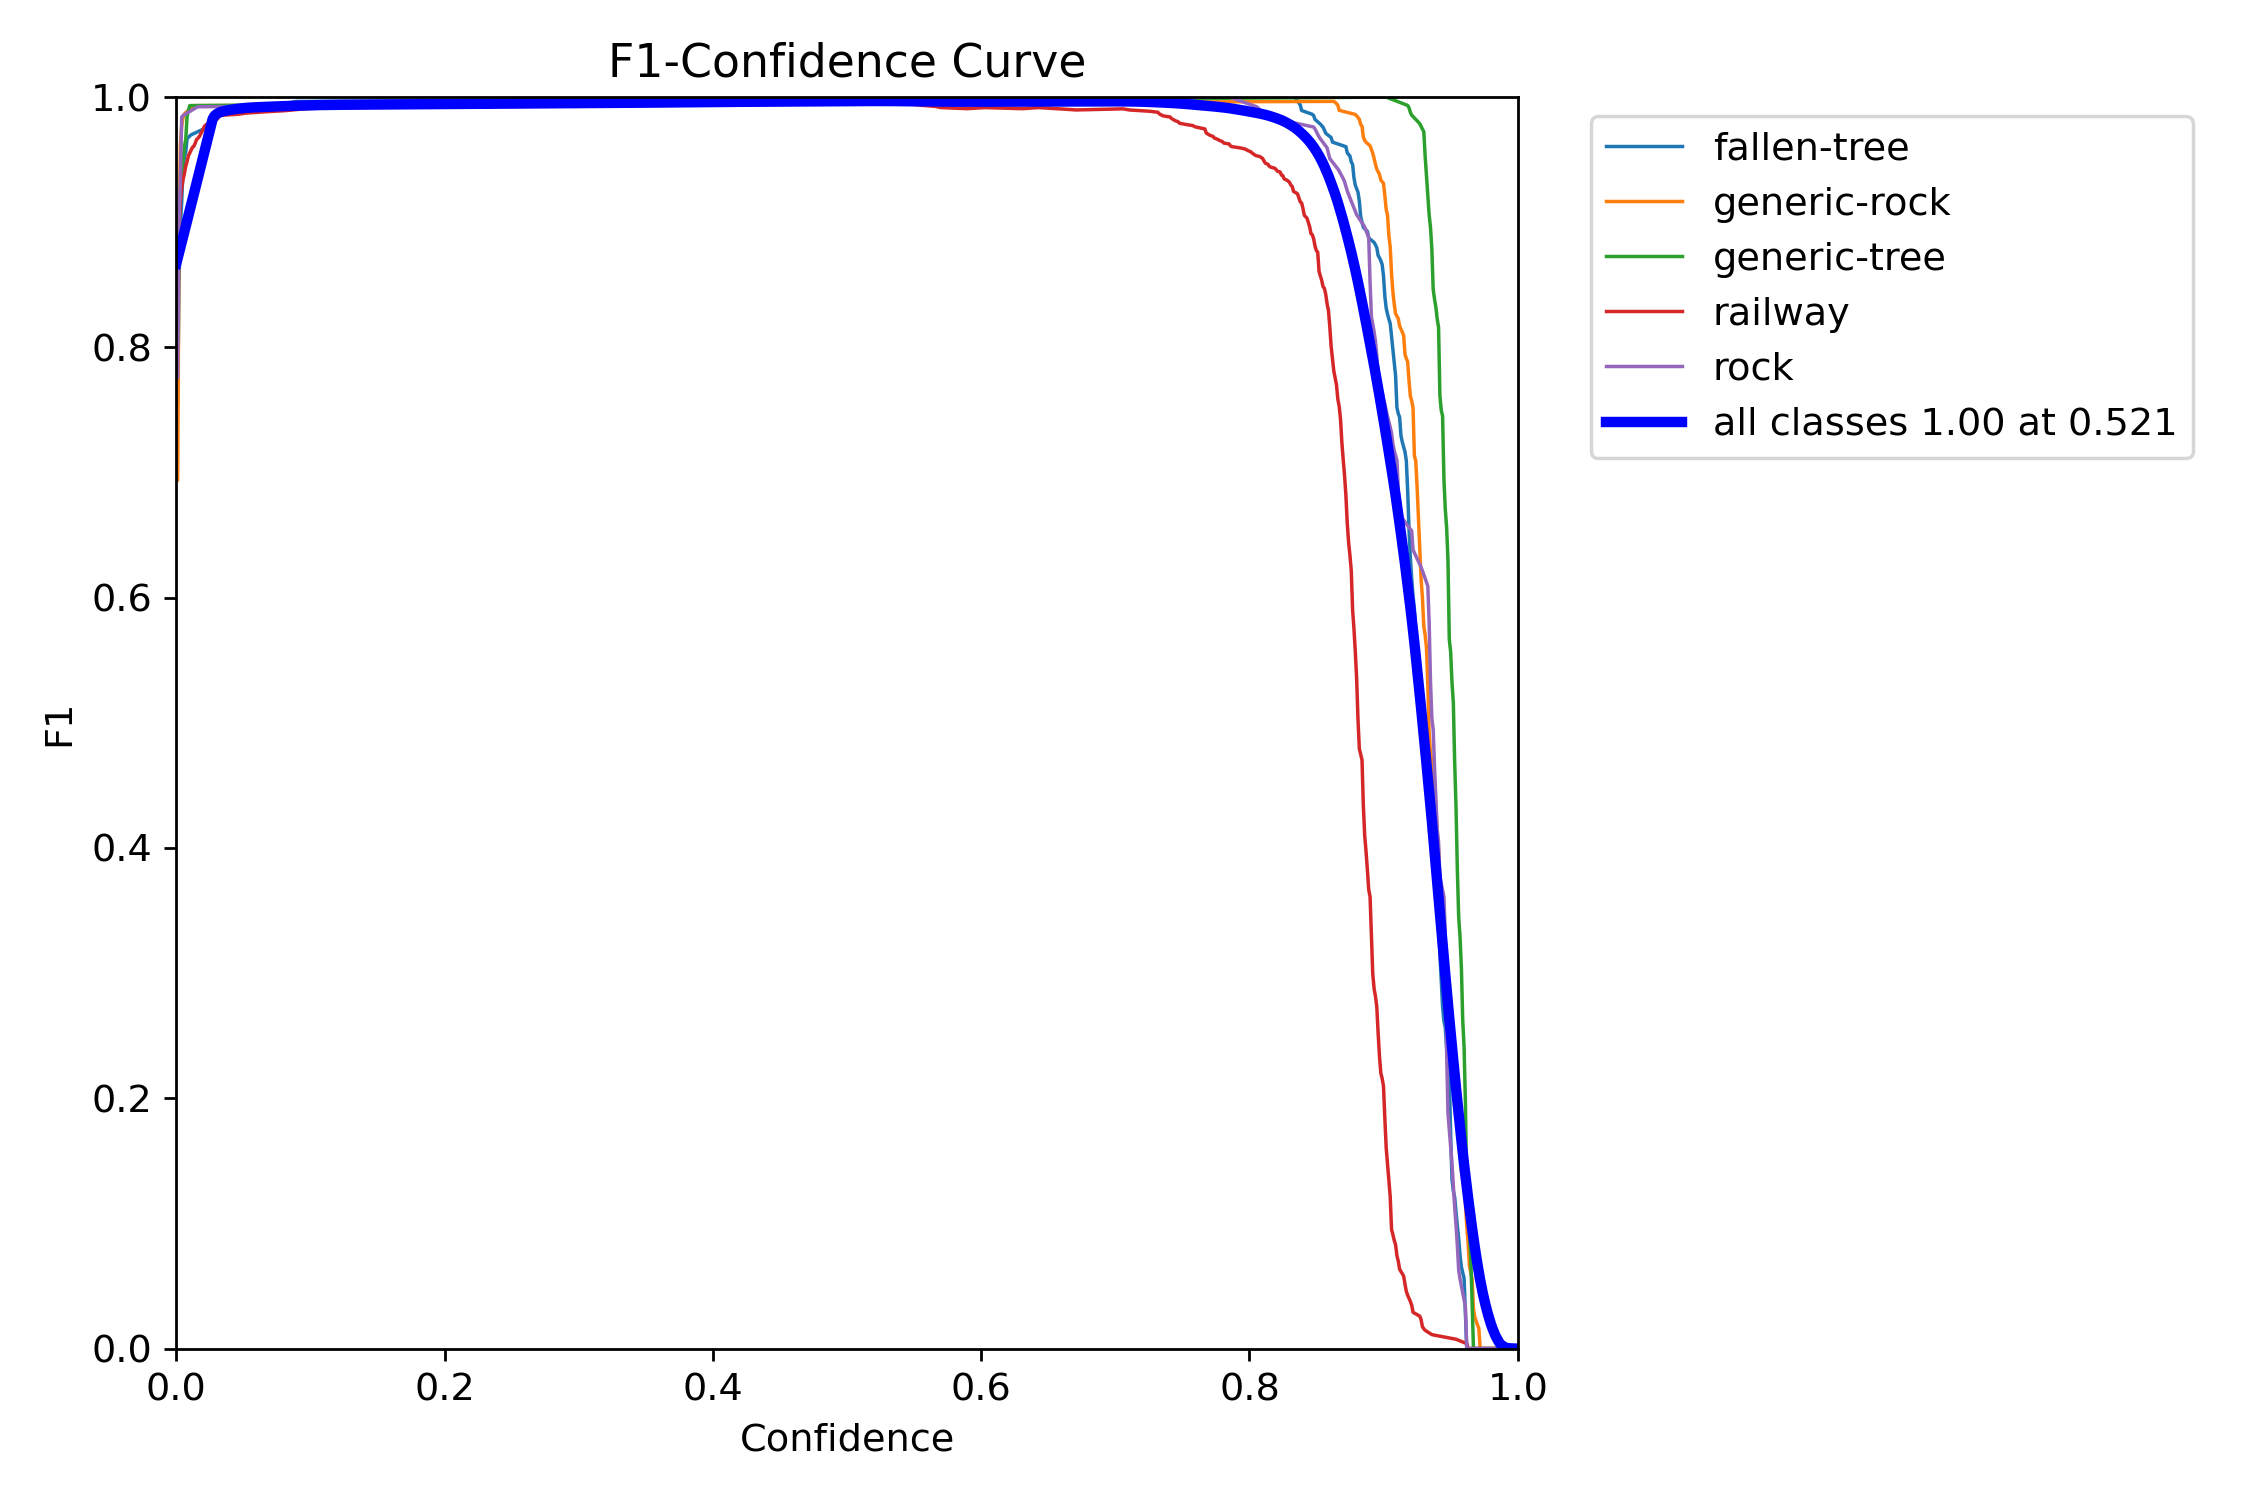 F1-Confidence Curve
1.0
0.8
0.6
0.4
0.2
0.0
F1
0.0 0.2 0.4 0.6 0.8 1.0
Confidence
fallen-tree
generic-rock
generic-tree
railway
rock
all classes 1.00 at 0.521